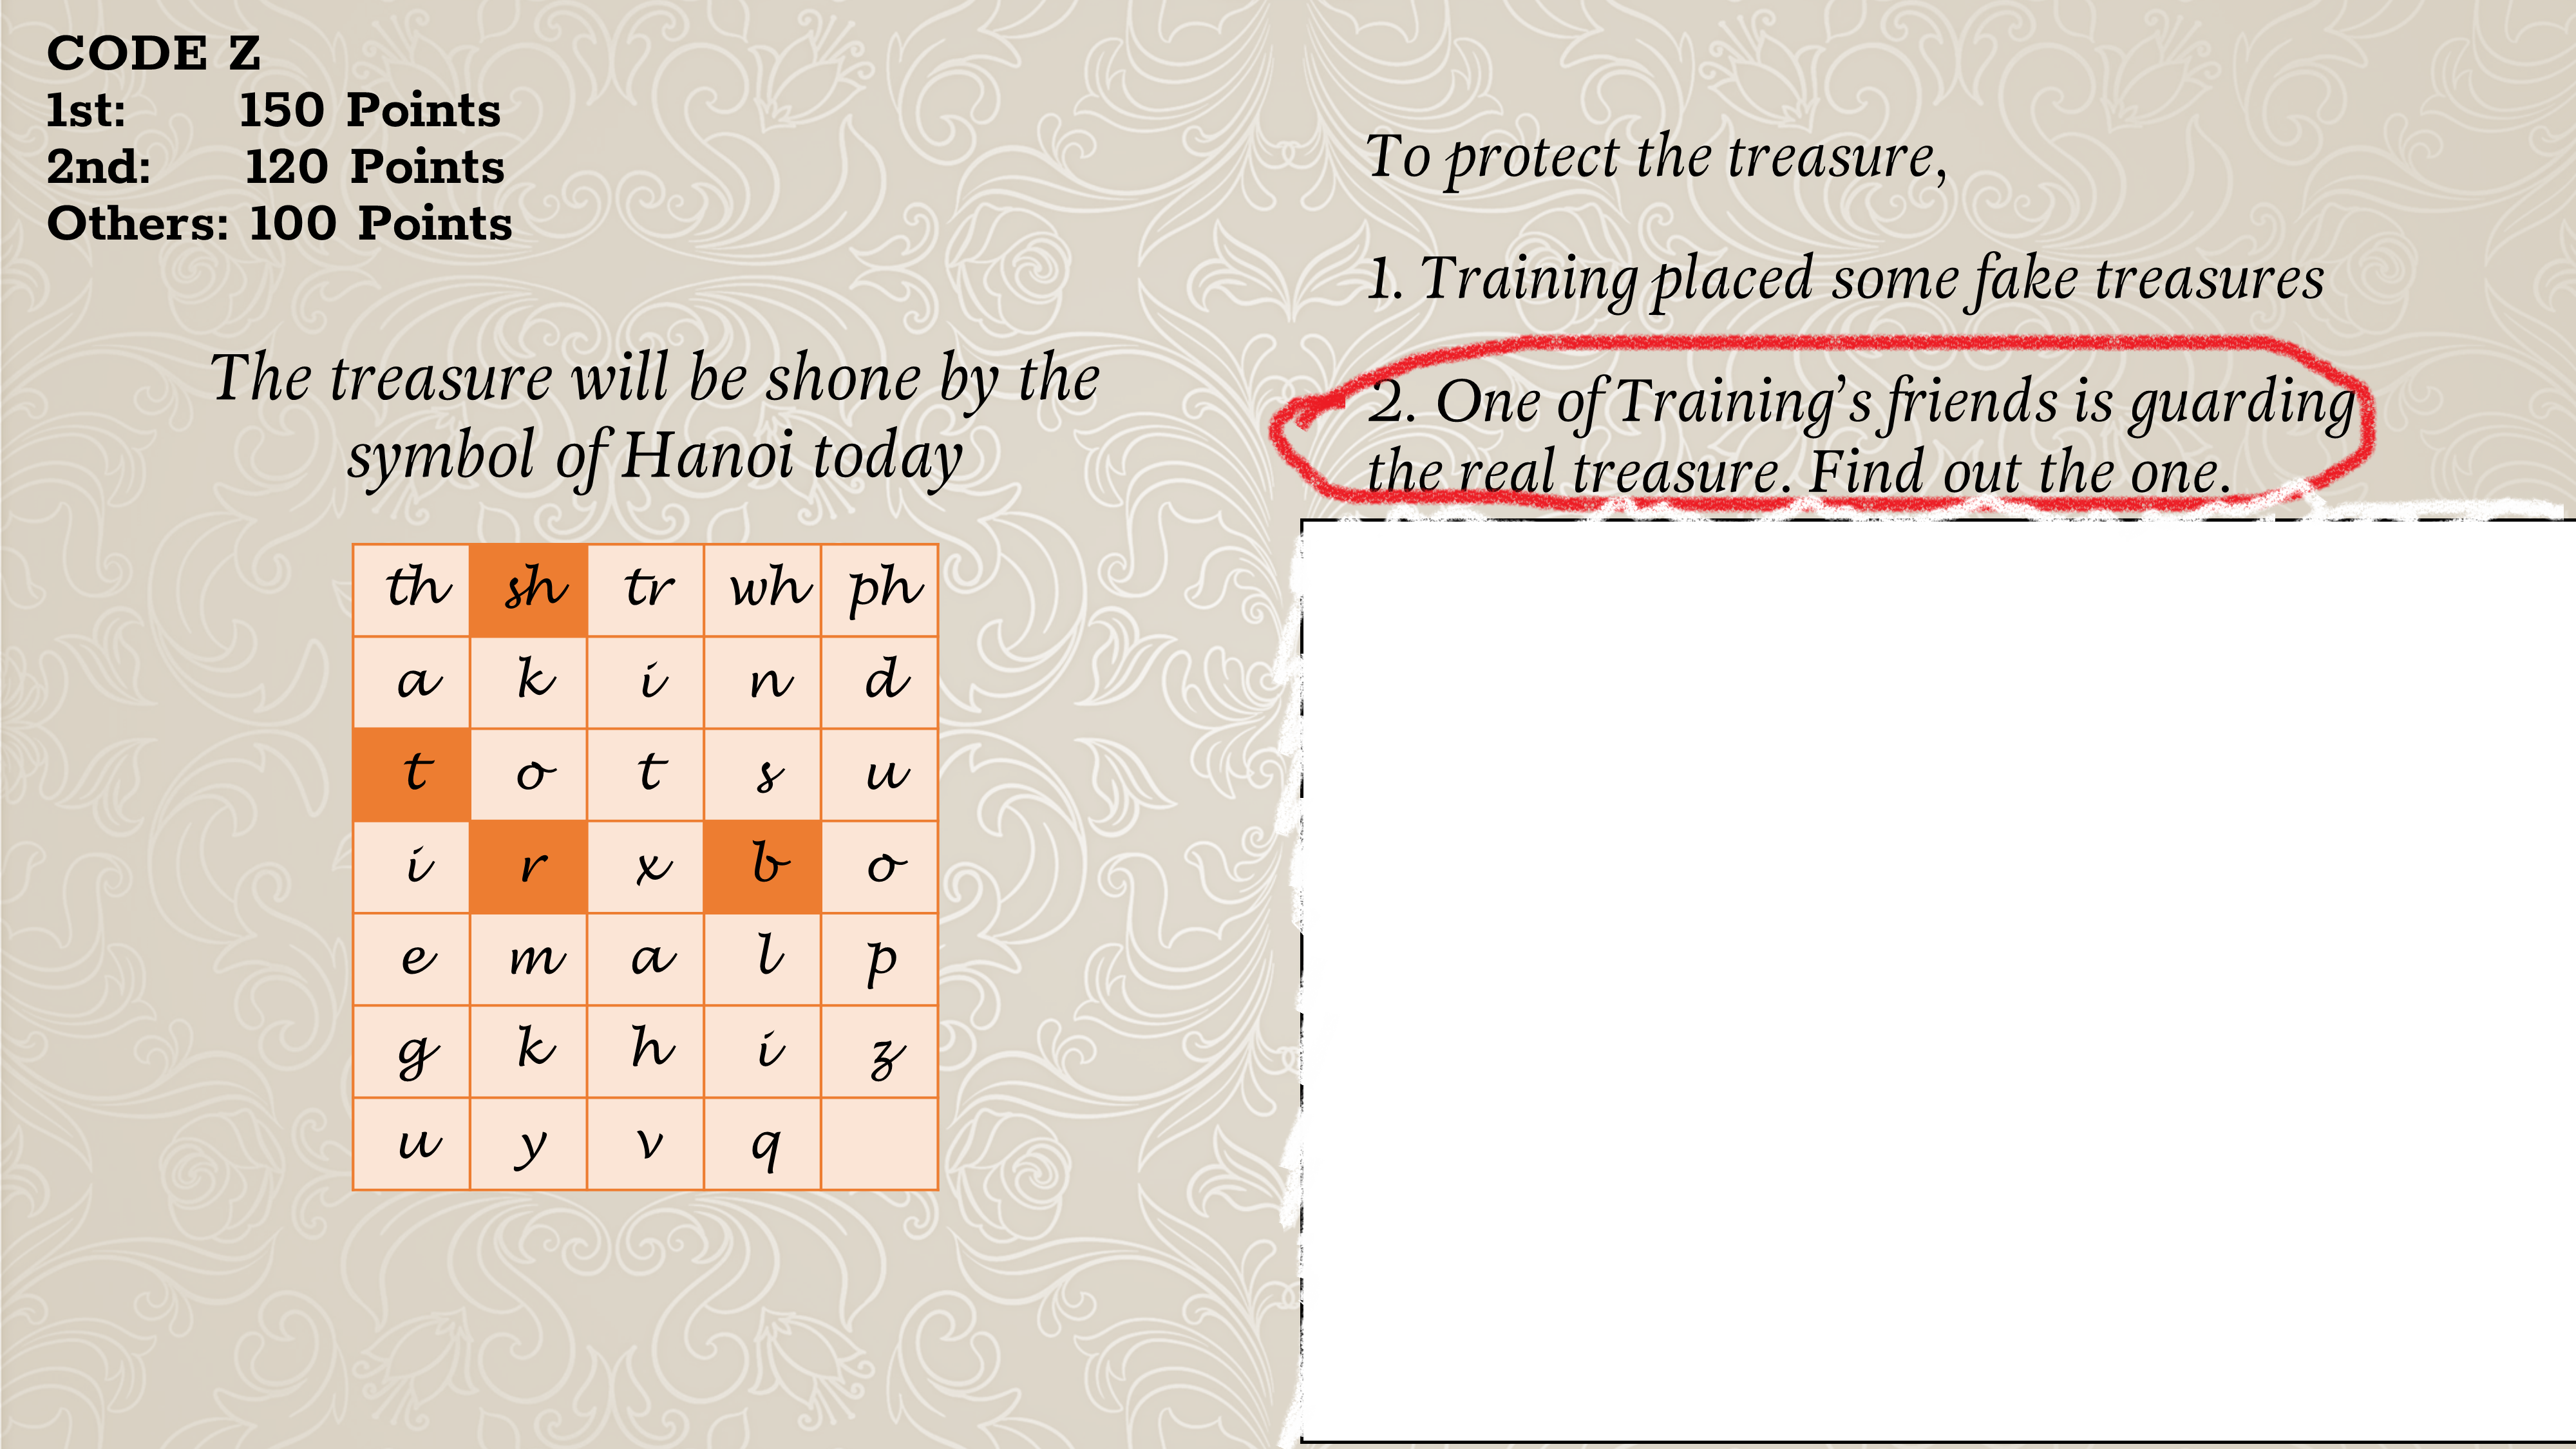 CODE Z
1st: 150 Points
2nd: 120 Points
Others: 100 Points
The treasure will be shone by the
symbol of Hanoi today
th sh tr wh ph
a k i n d
t o t s u
i r x b o
e m a l p
g k h i z
u y v q
To protect the treasure,
1. Training placed some fake treasures
2. One of Training's friends is guarding
the real treasure. Find out the one.